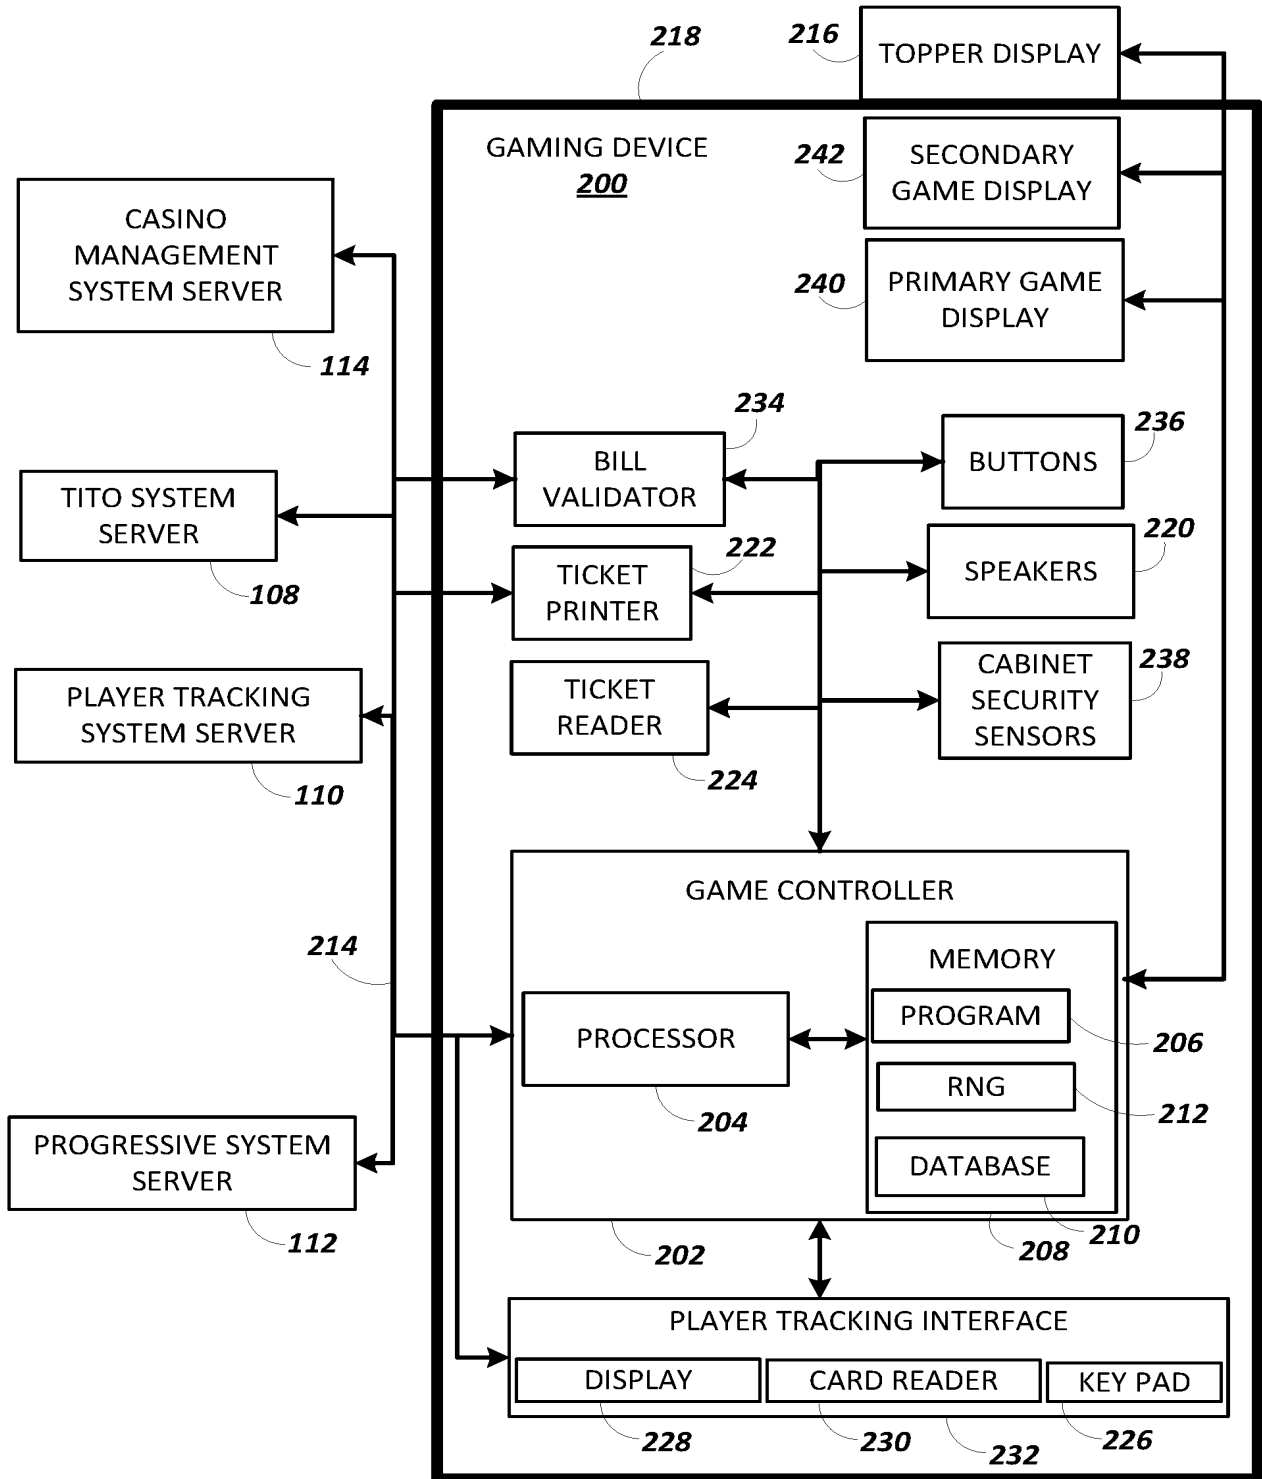 218
216
TOPPER DISPLAY
GAMING DEVICE
200
242
SECONDARY
GAME DISPLAY
CASINO
MANAGEMENT
SYSTEM SERVER
114
240
PRIMARY GAME
DISPLAY
234
BILL
VALIDATOR
236
BUTTONS
TITO SYSTEM
SERVER
108
222
TICKET
PRINTER
220
SPEAKERS
PLAYER TRACKING
SYSTEM SERVER
110
TICKET
READER
224
CABINET
SECURITY
SENSORS
238
GAME CONTROLLER
214
MEMORY
PROGRAM
206
PROCESSOR
204
RNG
212
DATABASE
210
208
202
PROGRESSIVE SYSTEM
SERVER
112
PLAYER TRACKING INTERFACE
DISPLAY
CARD READER
KEY PAD
228
230
232
226